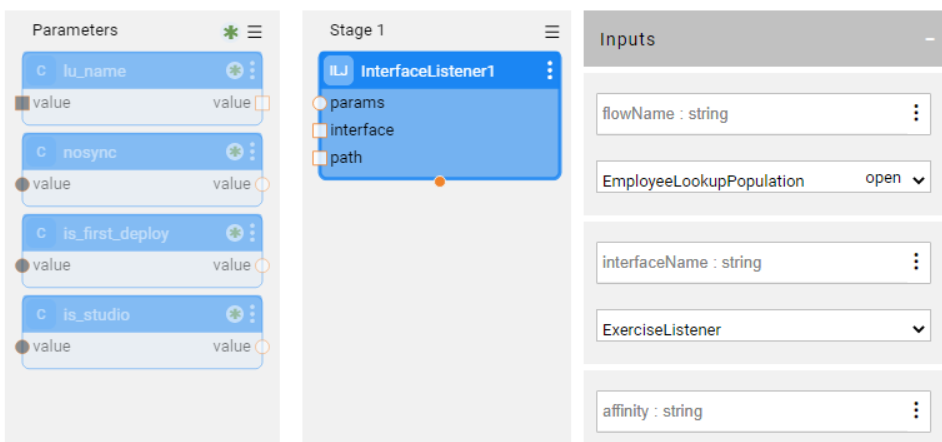 Parameters
C lu_name
value value
C nosync
value value
C is_first_deploy
value value
C is_studio
value value
Stage 1
ILJ InterfaceListener1
params
interface
path
Inputs
flowName : string
EmployeeLookupPopulation open
interfaceName : string
ExerciseListener
affinity : string